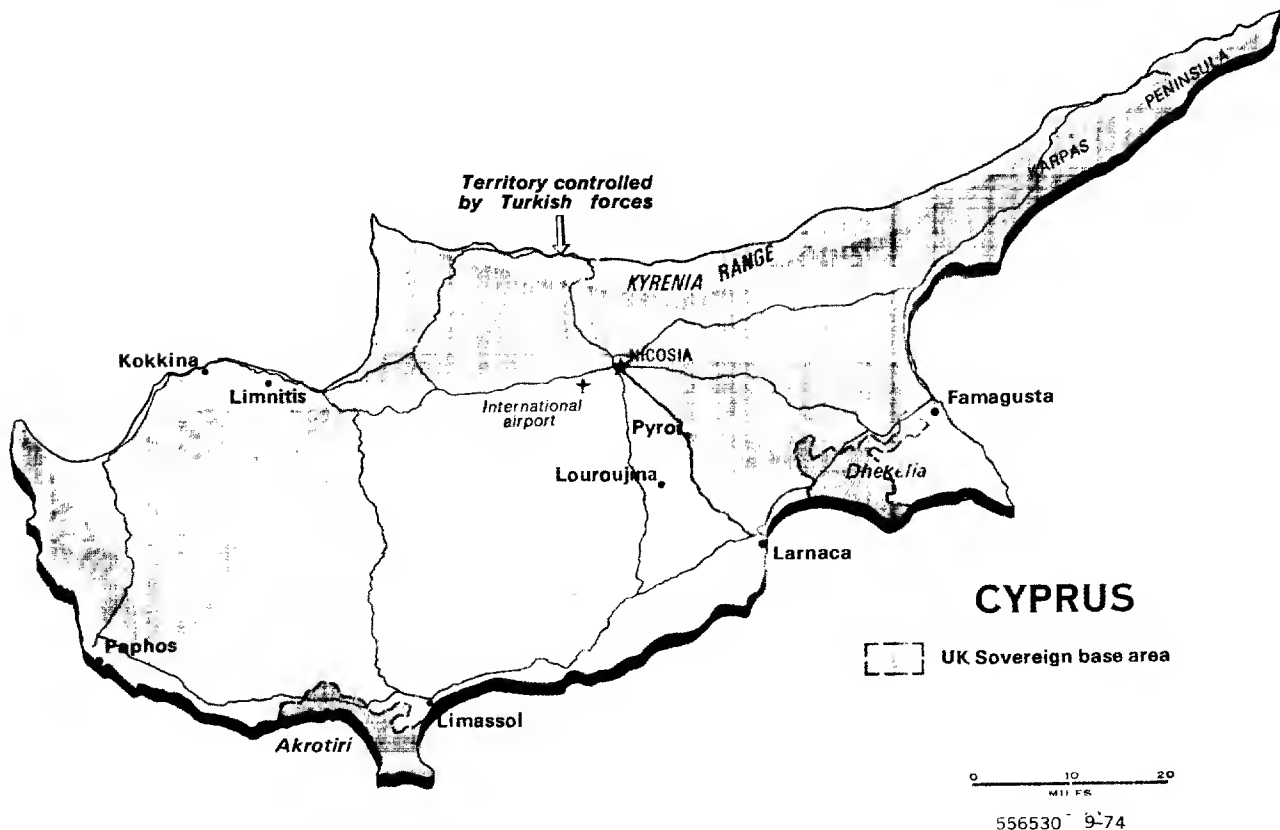 PENINSULA
KARPAS
Territory controlled
by Turkish forces
KYRENIA RANGE
Kokkina
NICOSIA
Limnitis
International
airport
Famagusta
Pyroi
Louroujina
Dhekelia
Larnaca
CYPRUS
UK Sovereign base area
Paphos
Limassol
Akrotiri
0 10 20
MILES
556530 9-74